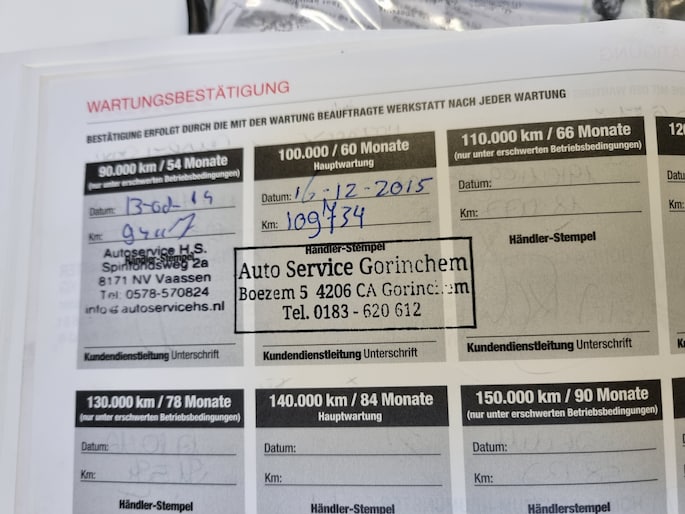 WARTUNGSBESTÄTIGUNG
BESTÄTIGUNG ERFOLGT DURCH DIE MIT DER WARTUNG BEAUFTRAGTE WERKSTATT NACH JEDER WARTUNG
90.000 km / 54 Monate
(nur unter erschwerten Betriebsbedingungen)
Datum:
Km:
Händler-Stempel
Autoservice H.S.
Spinfondsweg 2a
8171 NV Vaassen
Tel: 0578-570824
info@autoservicehs.nl
Kundendienstleitung Unterschrift
100.000 / 60 Monate
Hauptwartung
Datum: 16-12-2015
Km: 109734
Händler-Stempel
Auto Service Gorinchem
Boezem 5 4206 CA Gorinchem
Tel. 0183 - 620 612
Kundendienstleitung Unterschrift
110.000 km / 66 Monate
(nur unter erschwerten Betriebsbedingungen)
Datum:
Km:
Händler-Stempel
Kundendienstleitung Unterschrift
Km:
130.000 km / 78 Monate
(nur unter erschwerten Betriebsbedingungen)
Datum:
Km:
Händler-Stempel
140.000 km / 84 Monate
Hauptwartung
Datum:
Km:
Händler-Stempel
150.000 km / 90 Monate
(nur unter erschwerten Betriebsbedingungen)
Datum:
Km:
Händlerstempel